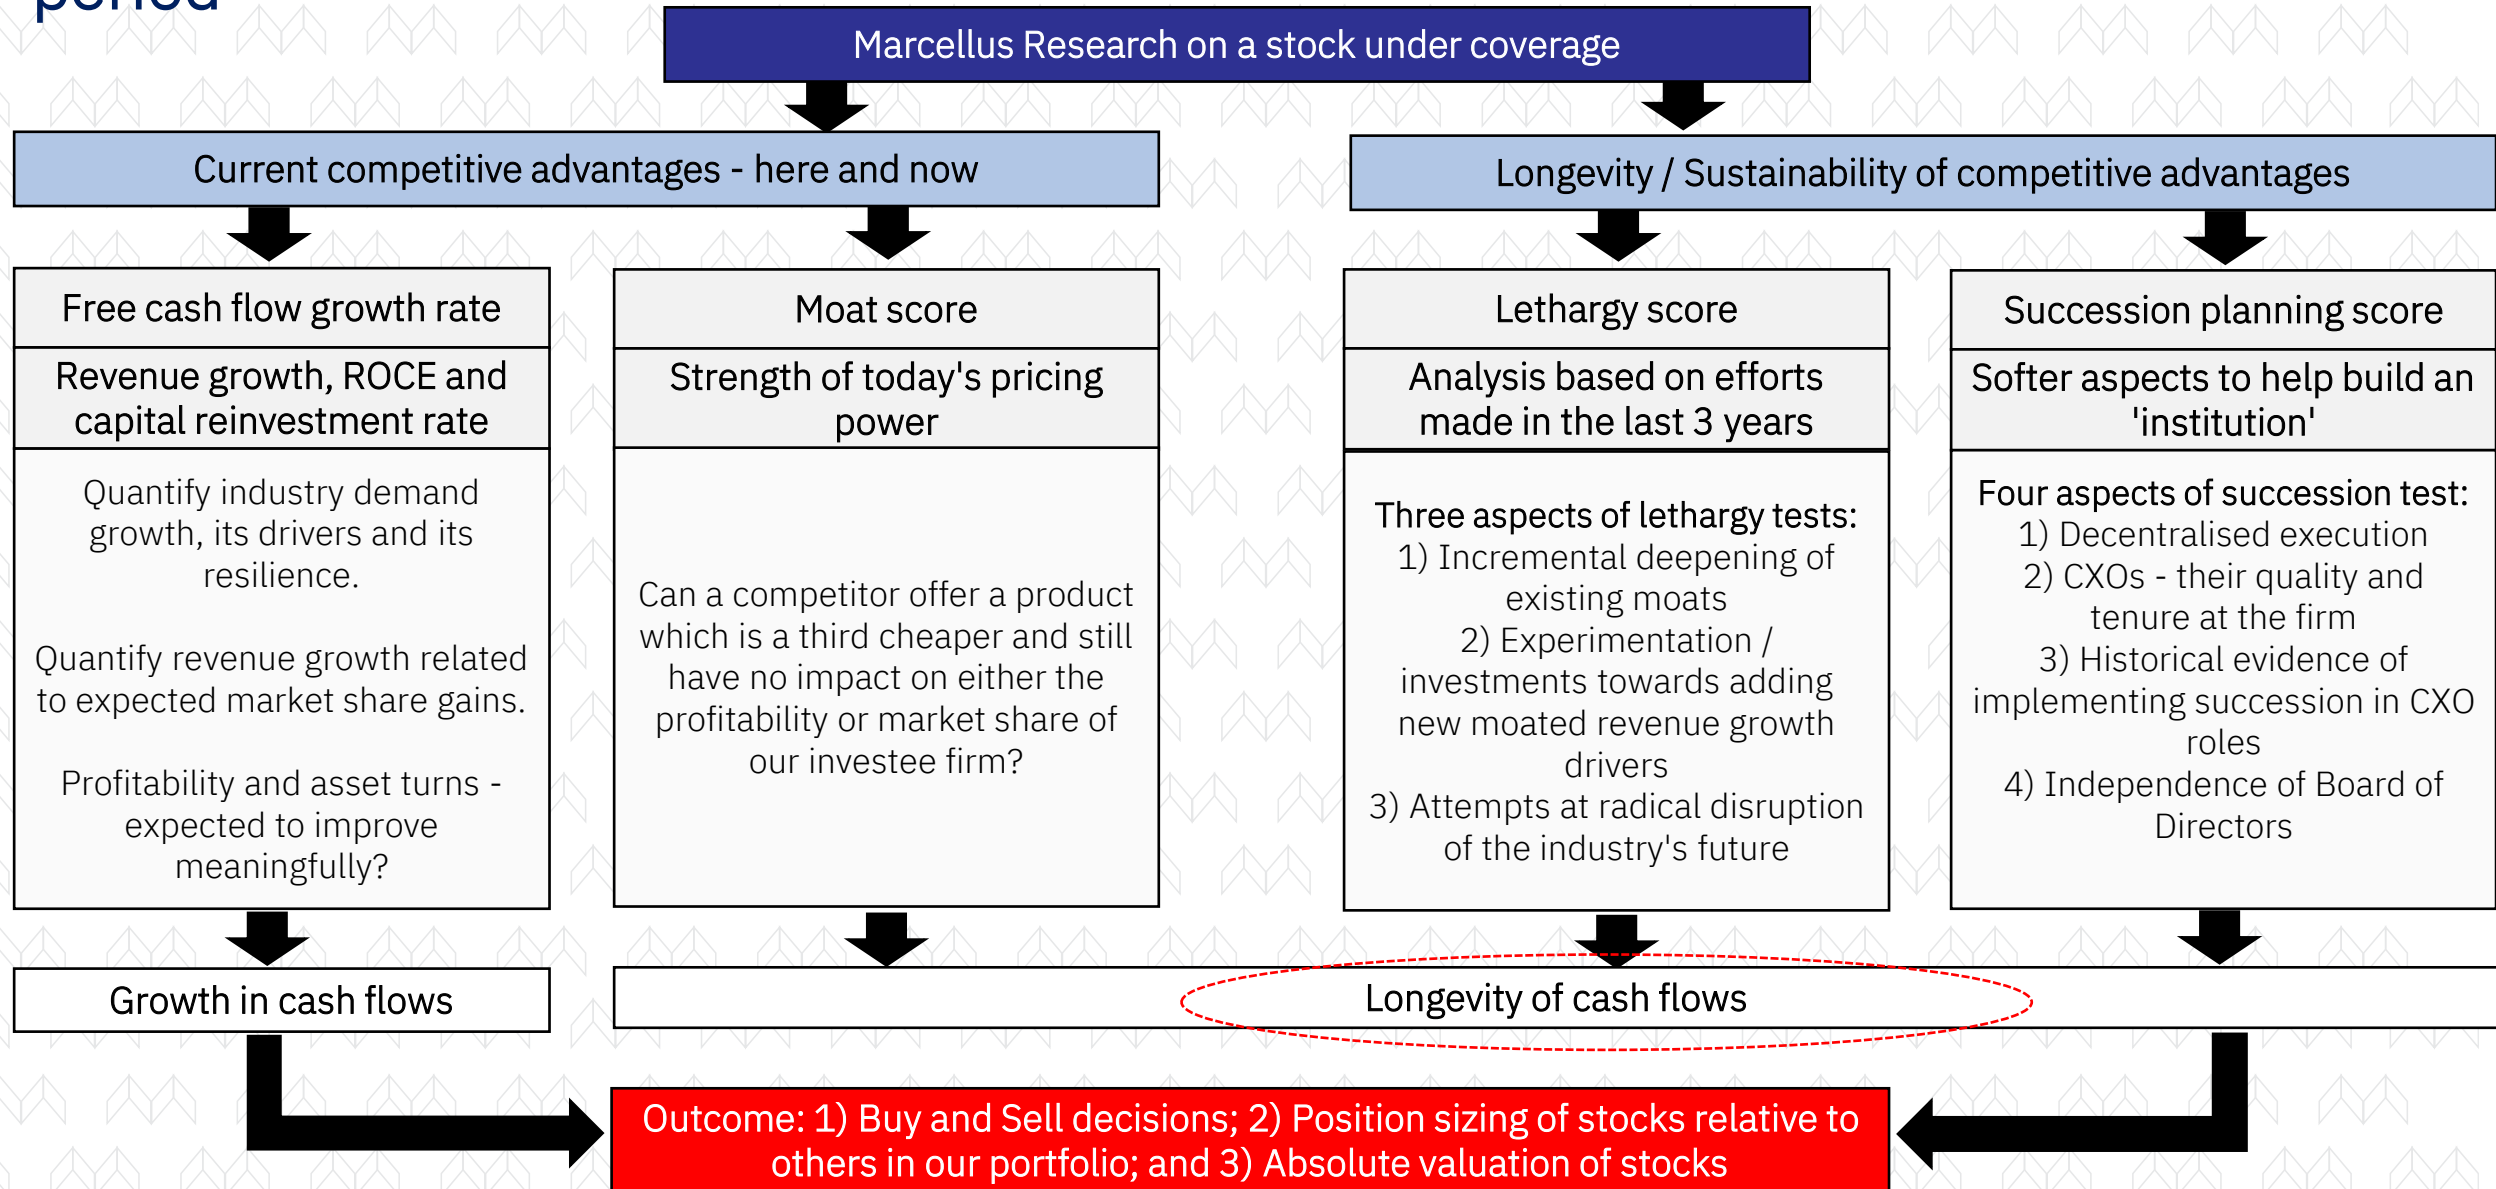 period
Marcellus Research on a stock under coverage
Current competitive advantages - here and now
Longevity / Sustainability of competitive advantages
Free cash flow growth rate
Revenue growth, ROCE and
capital reinvestment rate
Quantify industry demand
growth, its drivers and its
resilience.
Quantify revenue growth related
to expected market share gains.
Profitability and asset turns -
expected to improve
meaningfully?
Moat score
Strength of today's pricing
power
Can a competitor offer a product
which is a third cheaper and still
have no impact on either the
profitability or market share of
our investee firm?
Lethargy score
Analysis based on efforts
made in the last 3 years
Three aspects of lethargy tests:
1) Incremental deepening of
existing moats
2) Experimentation /
investments towards adding
new moated revenue growth
drivers
3) Attempts at radical disruption
of the industry's future
Succession planning score
Softer aspects to help build an
'institution'
Four aspects of succession test:
1) Decentralised execution
2) CXOs - their quality and
tenure at the firm
3) Historical evidence of
implementing succession in CXO
roles
4) Independence of Board of
Directors
Growth in cash flows
Longevity of cash flows
Outcome: 1) Buy and Sell decisions; 2) Position sizing of stocks relative to
others in our portfolio; and 3) Absolute valuation of stocks